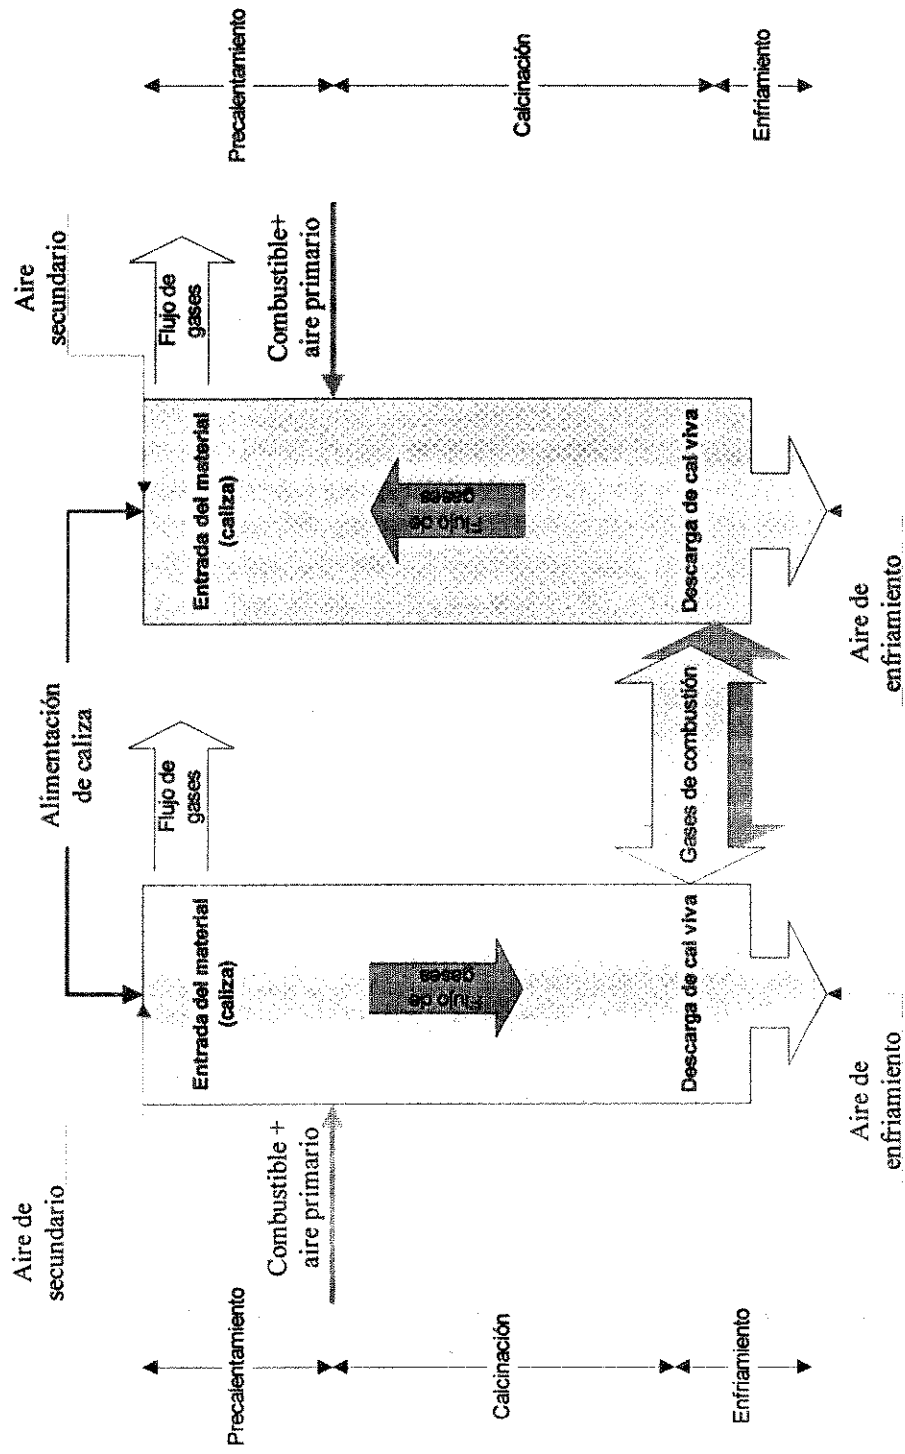 Aire de
secundario
Alimentación
de caliza
Aire
secundario
Precalentamiento
Entrada del material
(caliza)
Flujo de
gases
Entrada del material
(caliza)
Flujo de
gases
Precalentamiento
Combustible +
aire primario
Combustible+
aire primario
Calcinación
Flujo de
gases
Flujo de
gases
Calcinación
Descarga de cal viva
Gases de combustión
Descarga de cal viva
Enfriamiento
Enfriamiento
Aire de
enfriamiento
Aire de
enfriamiento